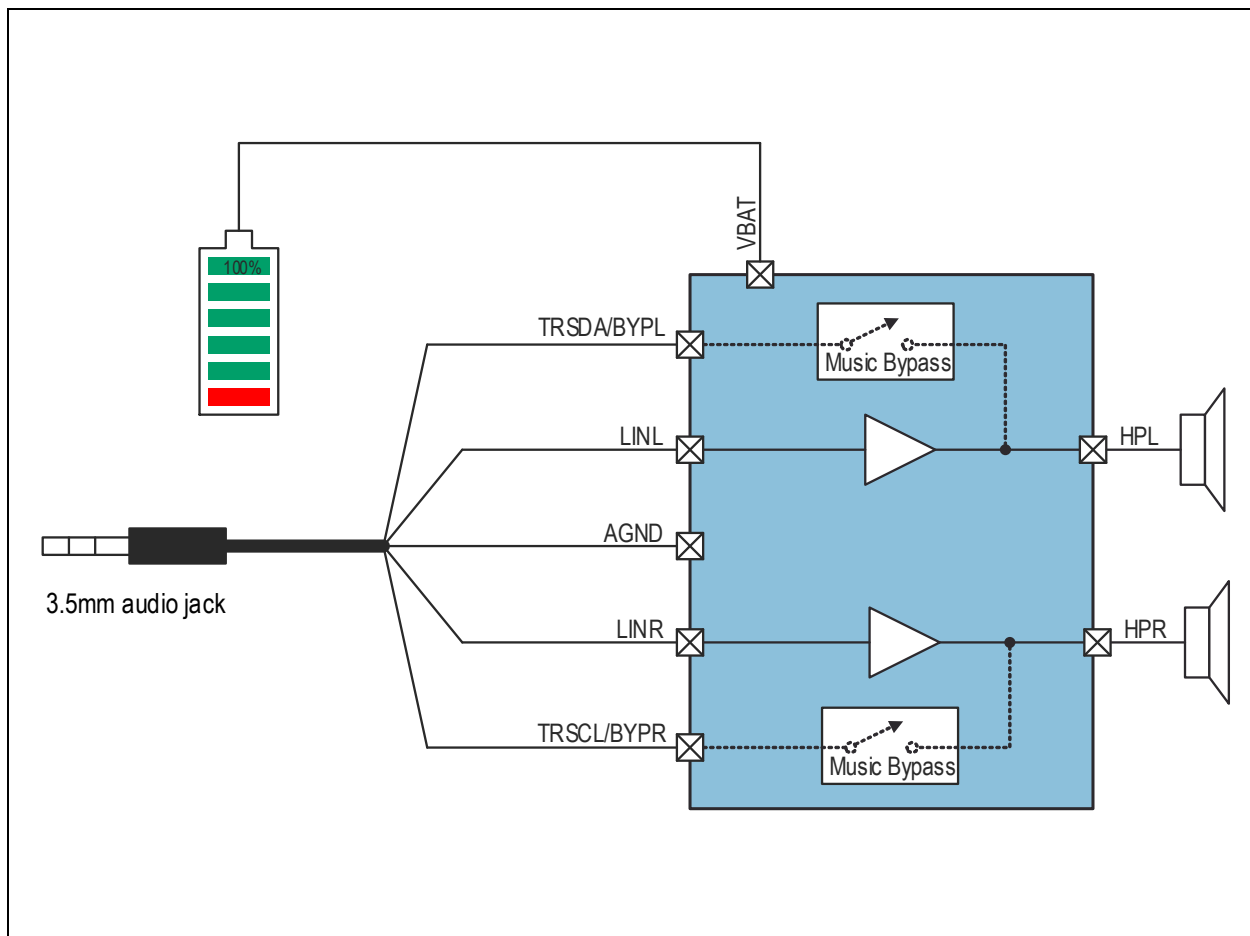 VBAT
100%
TRSDA/BYPL
Music Bypass
LINL
HPL
AGND
3.5mm audio jack
LINR
HPR
TRSCL/BYPR
Music Bypass